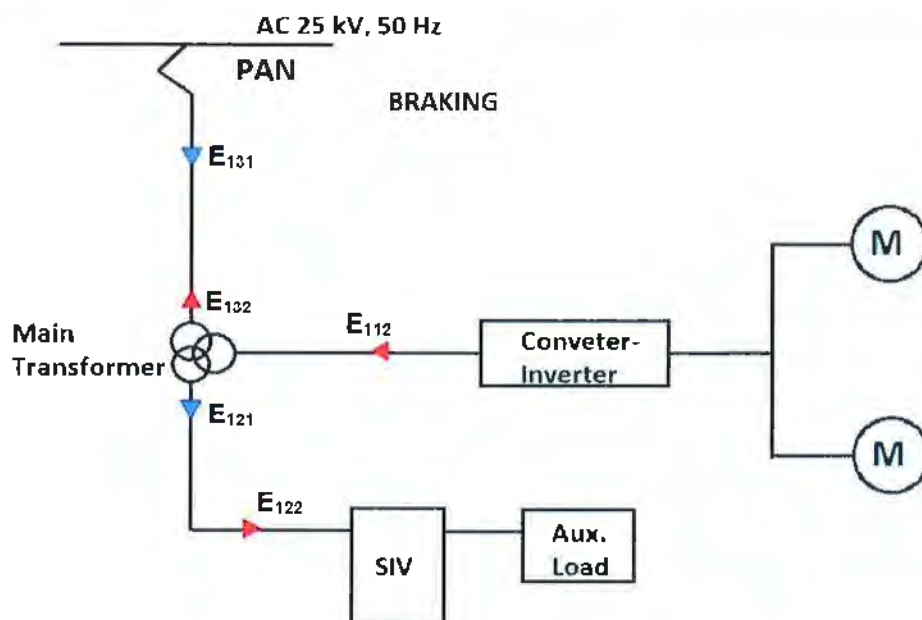 AC 25 kV, 50 Hz
PAN
BRAKING
E131
E132
Main
Transformer
E112
Conveter-
Inverter
M
E121
E122
SIV
Aux.
Load
M